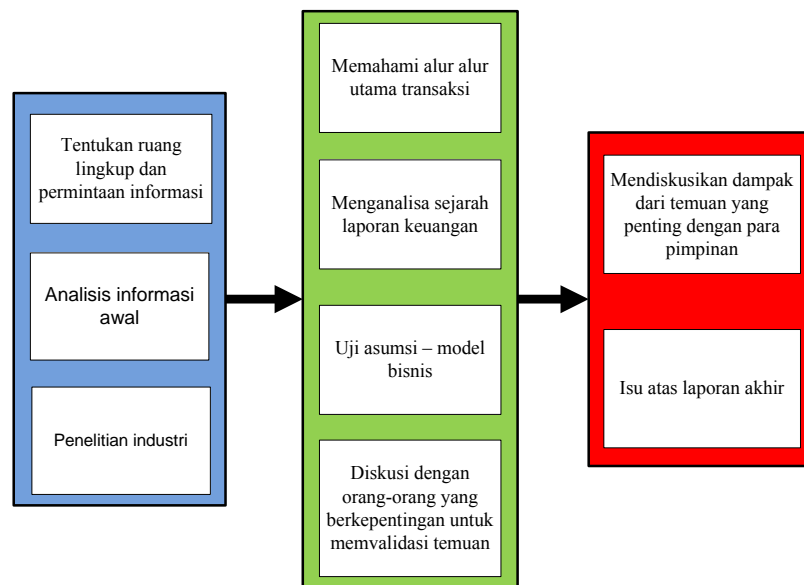 Tentukan ruang
lingkup dan
permintaan informasi
Analisis informasi
awal
Penelitian industri
Memahami alur alur
utama transaksi
Menganalisa sejarah
laporan keuangan
Uji asumsi – model
bisnis
Diskusi dengan
orang-orang yang
berkepentingan untuk
memvalidasi temuan
Mendiskusikan dampak
dari temuan yang
penting dengan para
pimpinan
Isu atas laporan akhir